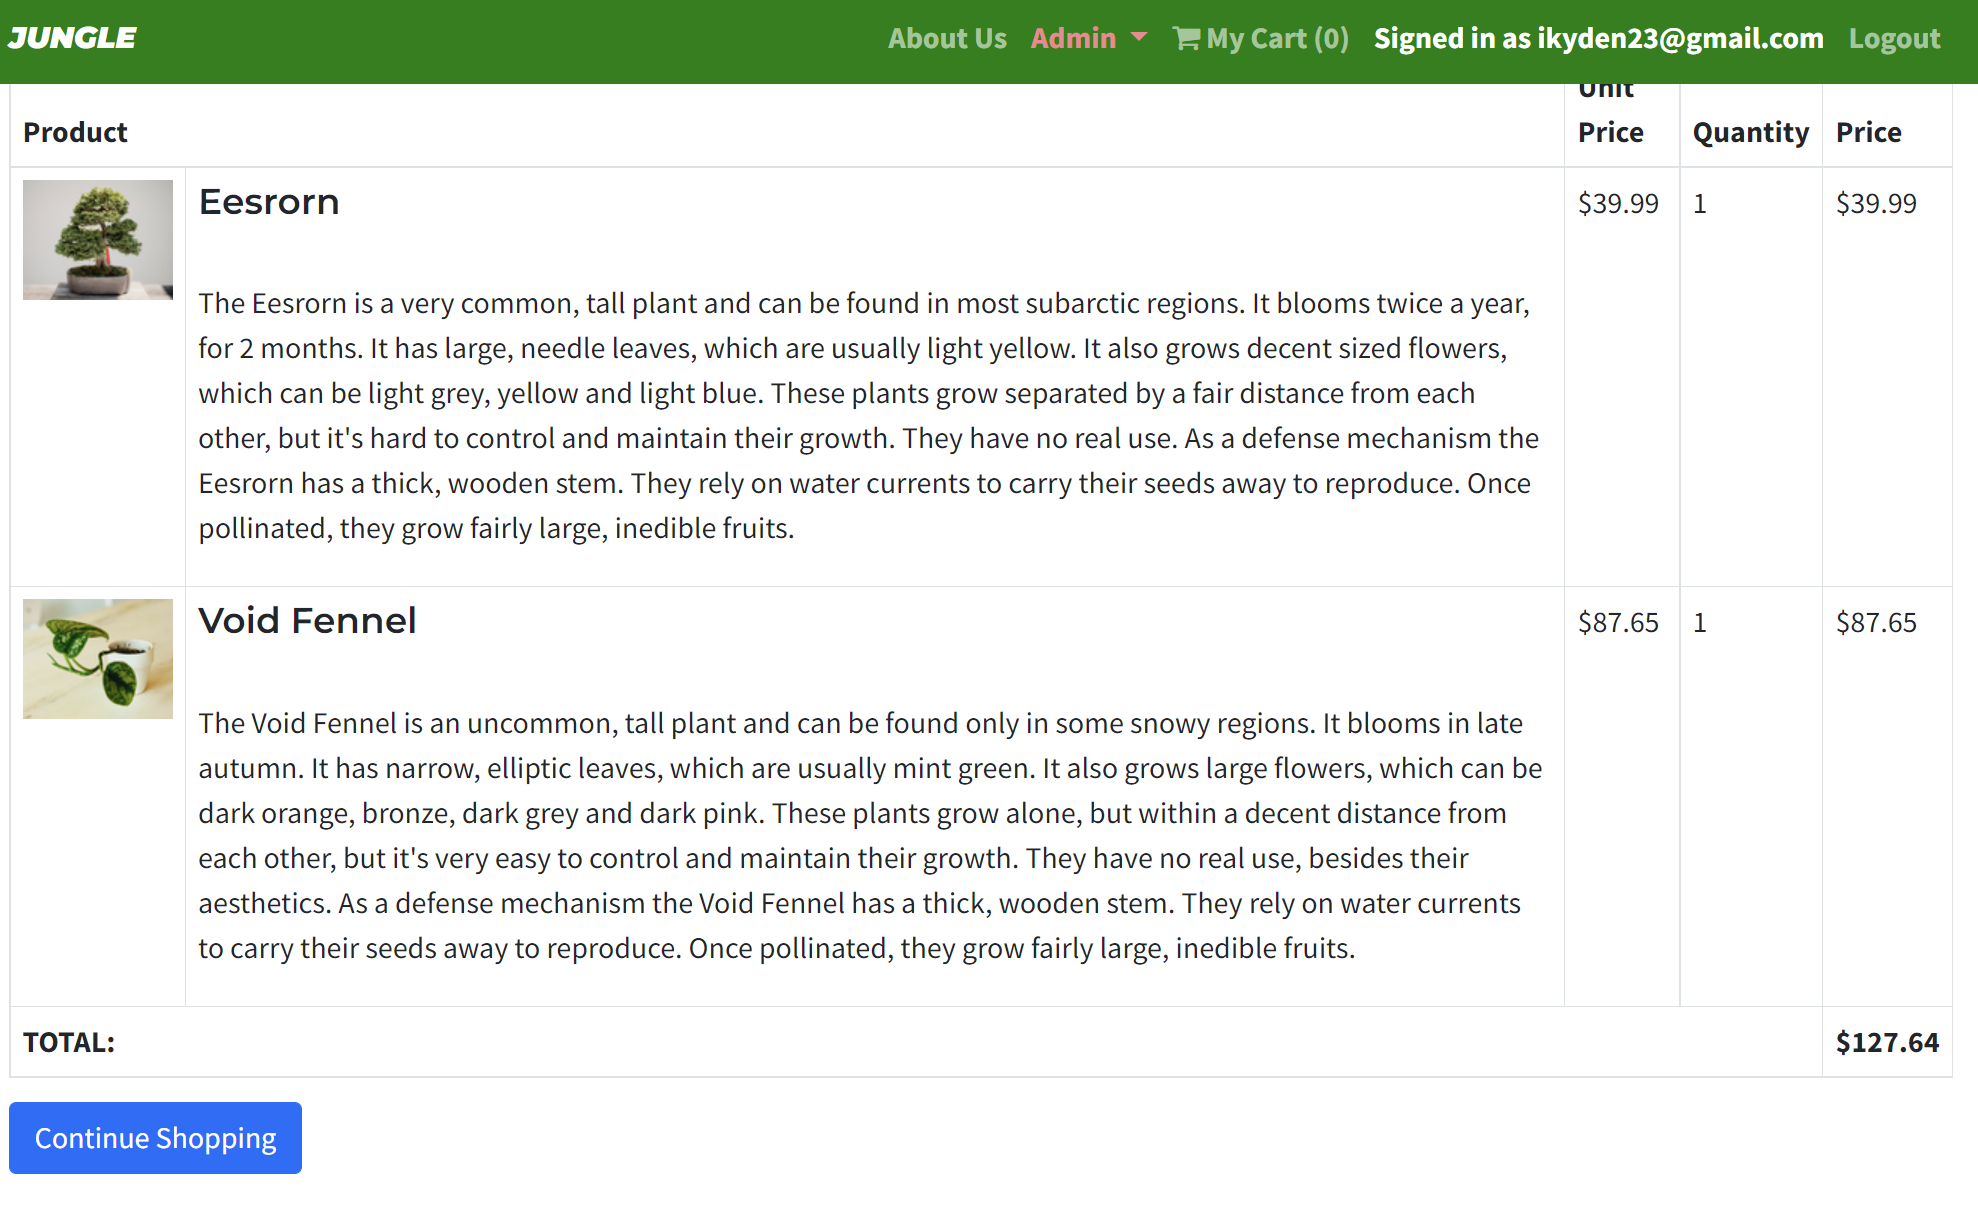 JUNGLE About Us Admin My Cart (0) Signed in as ikyden23@gmail.com Logout
Unit
Product Price Quantity Price
Eesrorn $39.99 1 $39.99
The Eesrorn is a very common, tall plant and can be found in most subarctic regions. It blooms twice a year,
for 2 months. It has large, needle leaves, which are usually light yellow. It also grows decent sized flowers,
which can be light grey, yellow and light blue. These plants grow separated by a fair distance from each
other, but it's hard to control and maintain their growth. They have no real use. As a defense mechanism the
Eesrorn has a thick, wooden stem. They rely on water currents to carry their seeds away to reproduce. Once
pollinated, they grow fairly large, inedible fruits.
Void Fennel $87.65 1 $87.65
The Void Fennel is an uncommon, tall plant and can be found only in some snowy regions. It blooms in late
autumn. It has narrow, elliptic leaves, which are usually mint green. It also grows large flowers, which can be
dark orange, bronze, dark grey and dark pink. These plants grow alone, but within a decent distance from
each other, but it's very easy to control and maintain their growth. They have no real use, besides their
aesthetics. As a defense mechanism the Void Fennel has a thick, wooden stem. They rely on water currents
to carry their seeds away to reproduce. Once pollinated, they grow fairly large, inedible fruits.
TOTAL: $127.64
Continue Shopping